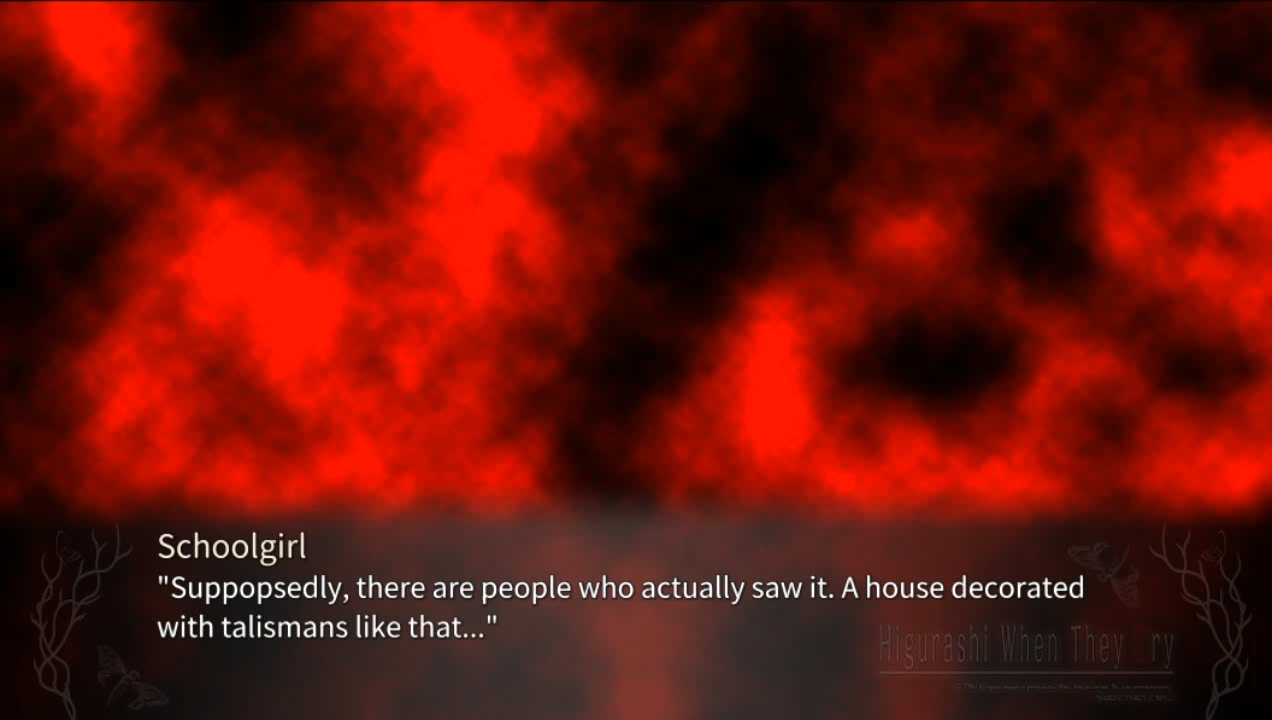 Schoolgirl
"Suppopsedly, there are people who actually saw it. A house decorated
with talismans like that..."
Higurashi When They Cry